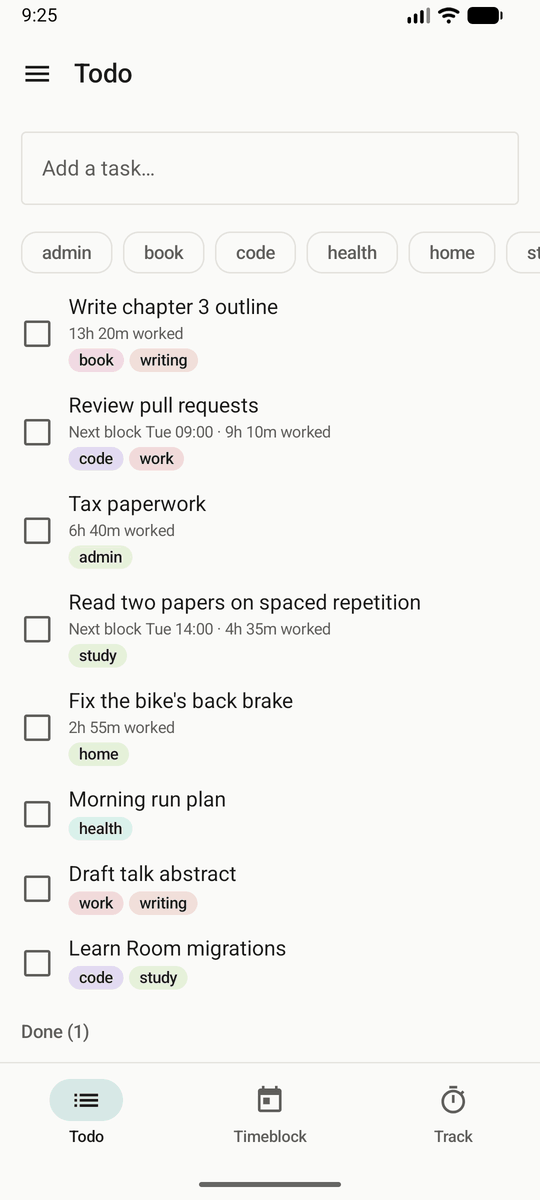 9:25
Todo
Add a task...
admin book code health home st
Write chapter 3 outline
13h 20m worked
book writing
Review pull requests
Next block Tue 09:00 · 9h 10m worked
code work
Tax paperwork
6h 40m worked
admin
Read two papers on spaced repetition
Next block Tue 14:00 · 4h 35m worked
study
Fix the bike's back brake
2h 55m worked
home
Morning run plan
health
Draft talk abstract
work writing
Learn Room migrations
code study
Done (1)
Todo Timeblock Track